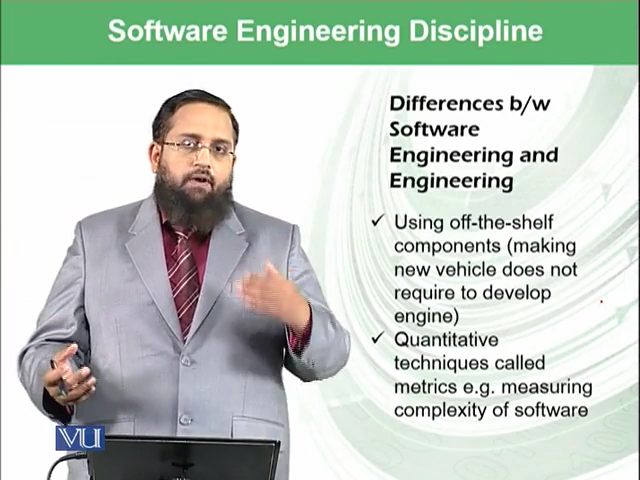 Software Engineering Discipline
Differences b/w
Software
Engineering and
Engineering
✓ Using off-the-shelf
components (making
new vehicle does not
require to develop
engine)
✓ Quantitative
techniques called
metrics e.g. measuring
complexity of software
VU